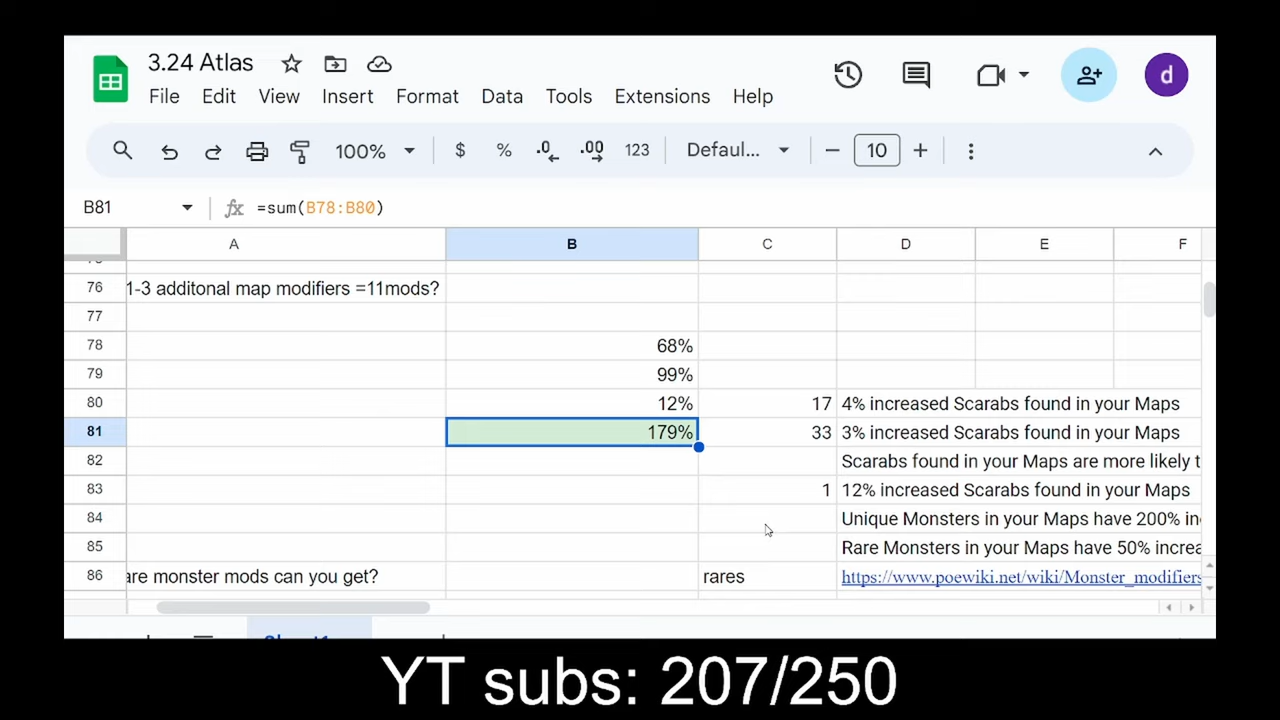 3.24 Atlas
File Edit View Insert Format Data Tools Extensions Help
d
100% $ % .0 .00 123 Defaul... 10
B81 fx =sum(B78:B80)
A B C D E F
76 1-3 additonal map modifiers =11mods?
77
78 68%
79 99%
80 12% 17 4% increased Scarabs found in your Maps
81 179% 33 3% increased Scarabs found in your Maps
82 Scarabs found in your Maps are more likely t
83 1 12% increased Scarabs found in your Maps
84 Unique Monsters in your Maps have 200% in
85 Rare Monsters in your Maps have 50% increa
86 are monster mods can you get? rares https://www.poewiki.net/wiki/Monster_modifiers
YT subs: 207/250